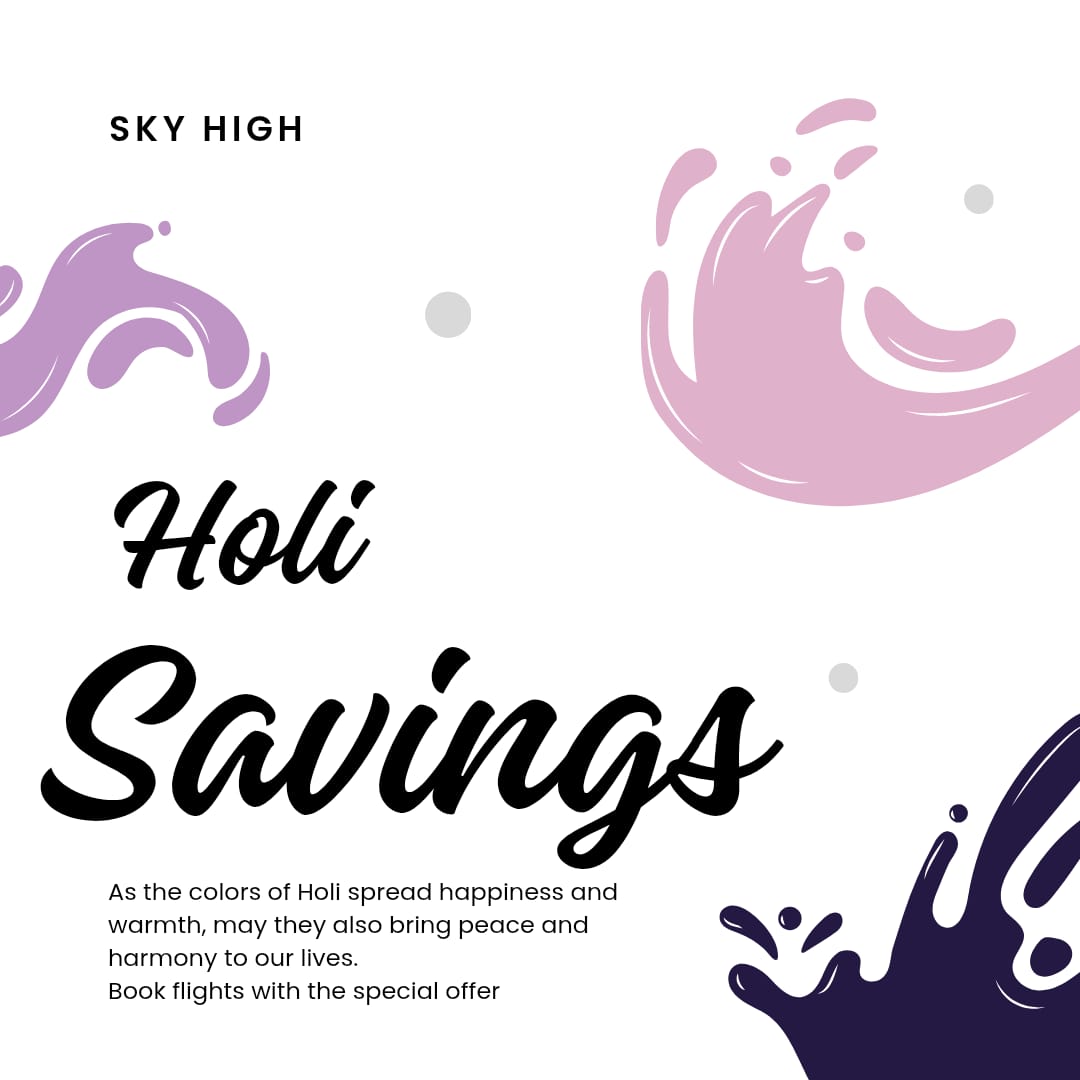 SKY HIGH
Holi
Savings
As the colors of Holi spread happiness and
warmth, may they also bring peace and
harmony to our lives.
Book flights with the special offer